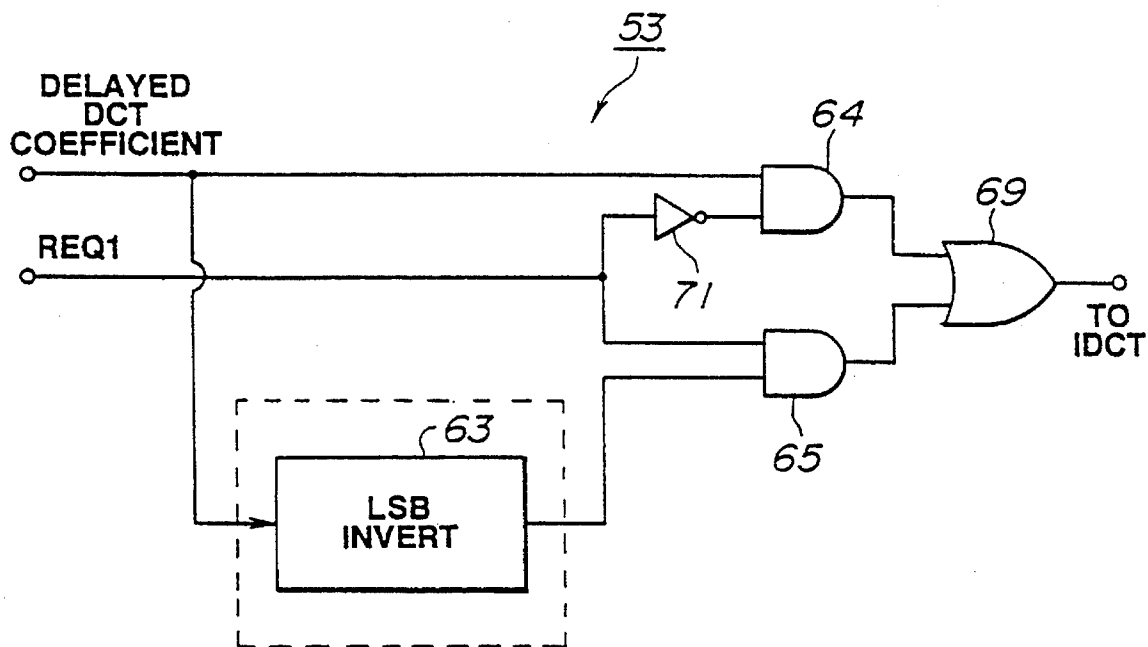 53
DELAYED
DCT
COEFFICIENT
64
69
REQ1
71
TO
IDCT
65
63
LSB
INVERT